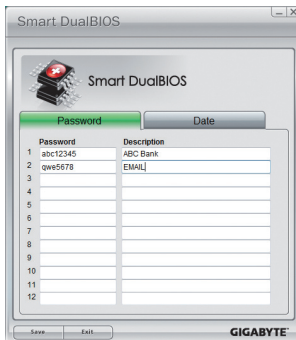 Smart DualBIOS
Smart DualBIOS
Password Date
Password Description
1 abc12345 ABC Bank
2 qwe5678 EMAIL
3
4
5
6
7
8
9
10
11
12
Save Exit GIGABYTE™